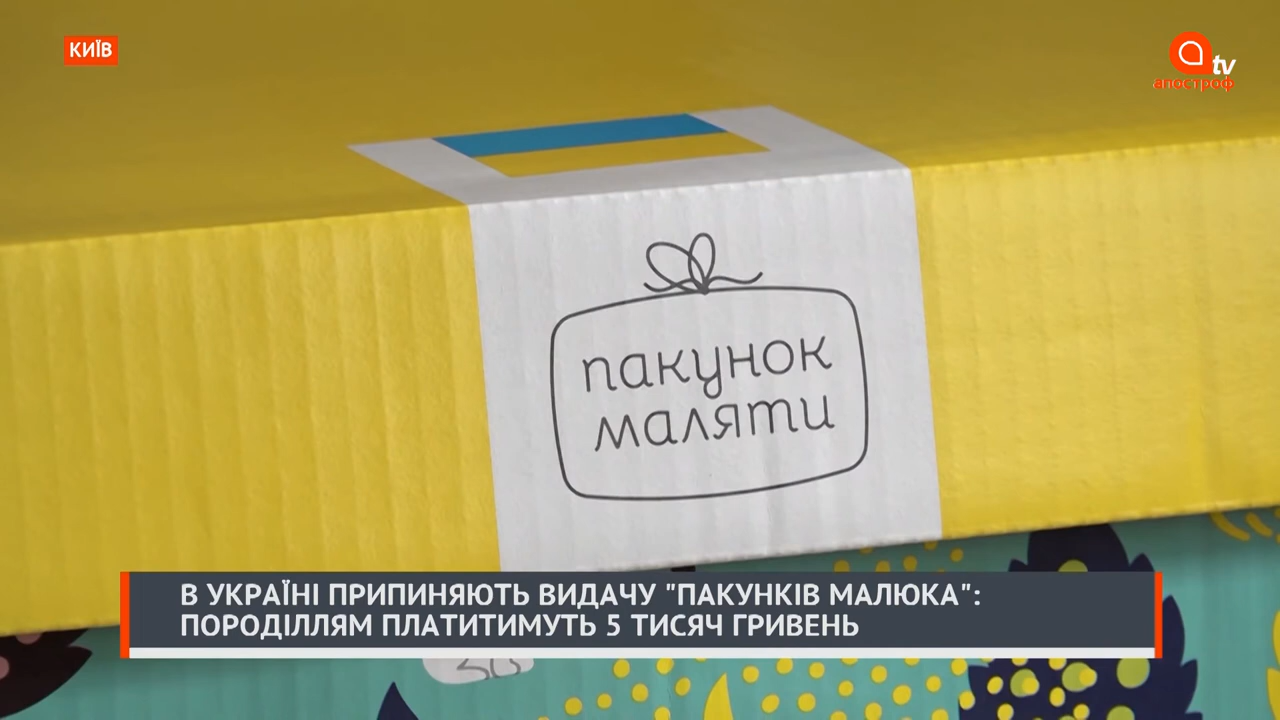 КИЇВ
tv
апостроф
пакунок
маляти
В УКРАЇНІ ПРИПИНЯЮТЬ ВИДАЧУ "ПАКУНКІВ МАЛЮКА":
ПОРОДІЛЛЯМ ПЛАТИТИМУТЬ 5 ТИСЯЧ ГРИВЕНЬ